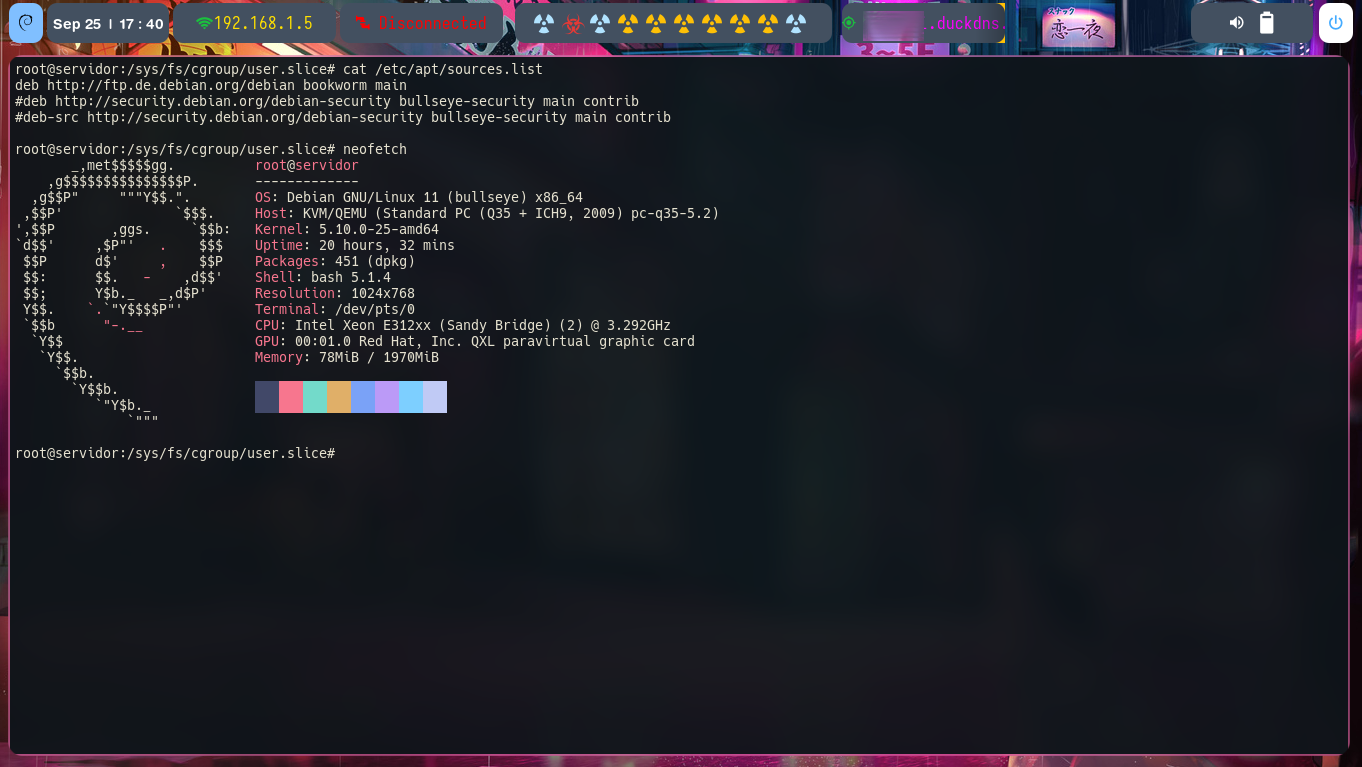 Sep 25 | 17:40
192.168.1.5
Disconnected
.duckdns.
スナック
恋一夜
root@servidor:/sys/fs/cgroup/user.slice# cat /etc/apt/sources.list
deb http://ftp.de.debian.org/debian bookworm main
#deb http://security.debian.org/debian-security bullseye-security main contrib
#deb-src http://security.debian.org/debian-security bullseye-security main contrib
root@servidor:/sys/fs/cgroup/user.slice# neofetch
root@servidor
-------------
OS: Debian GNU/Linux 11 (bullseye) x86_64
Host: KVM/QEMU (Standard PC (Q35 + ICH9, 2009) pc-q35-5.2)
Kernel: 5.10.0-25-amd64
Uptime: 20 hours, 32 mins
Packages: 451 (dpkg)
Shell: bash 5.1.4
Resolution: 1024x768
Terminal: /dev/pts/0
CPU: Intel Xeon E312xx (Sandy Bridge) (2) @ 3.292GHz
GPU: 00:01.0 Red Hat, Inc. QXL paravirtual graphic card
Memory: 78MiB / 1970MiB
root@servidor:/sys/fs/cgroup/user.slice#